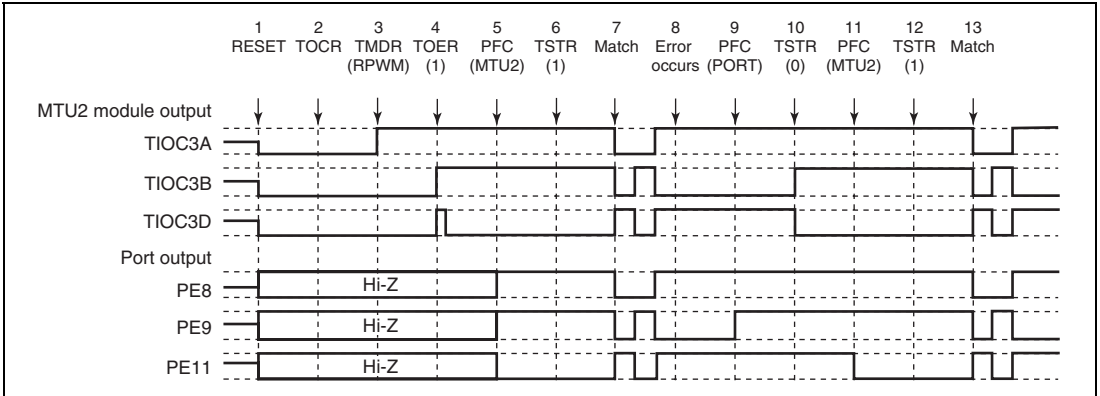 1 2 3 4 5 6 7 8 9 10 11 12 13
RESET TOCR TMDR TOER PFC TSTR Match Error PFC TSTR PFC TSTR Match
(RPWM) (1) (MTU2) (1) occurs (PORT) (0) (MTU2) (1)
MTU2 module output
TIOC3A
TIOC3B
TIOC3D
Port output
PE8 Hi-Z
PE9 Hi-Z
PE11 Hi-Z